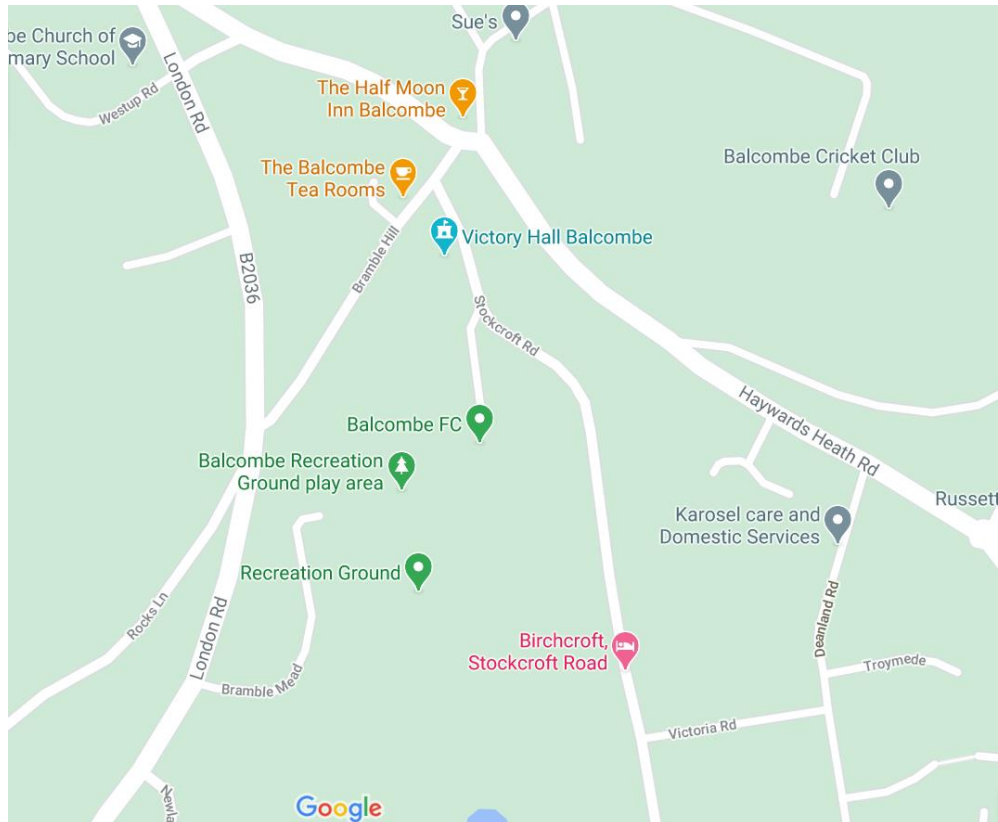 Sue's
be Church of
mary School
London Rd
The Half Moon
Inn Balcombe
Westup Rd
Balcombe Cricket Club
The Balcombe
Tea Rooms
Victory Hall Balcombe
Bramble Hill
B2036
Stockcroft Rd
Haywards Heath Rd
Balcombe FC
Balcombe Recreation
Ground play area
Russett
Karosel care and
Domestic Services
Recreation Ground
Rocks Ln
London Rd
Deanland Rd
Birchcroft,
Stockcroft Road
Troymede
Bramble Mead
Victoria Rd
Newla
Google